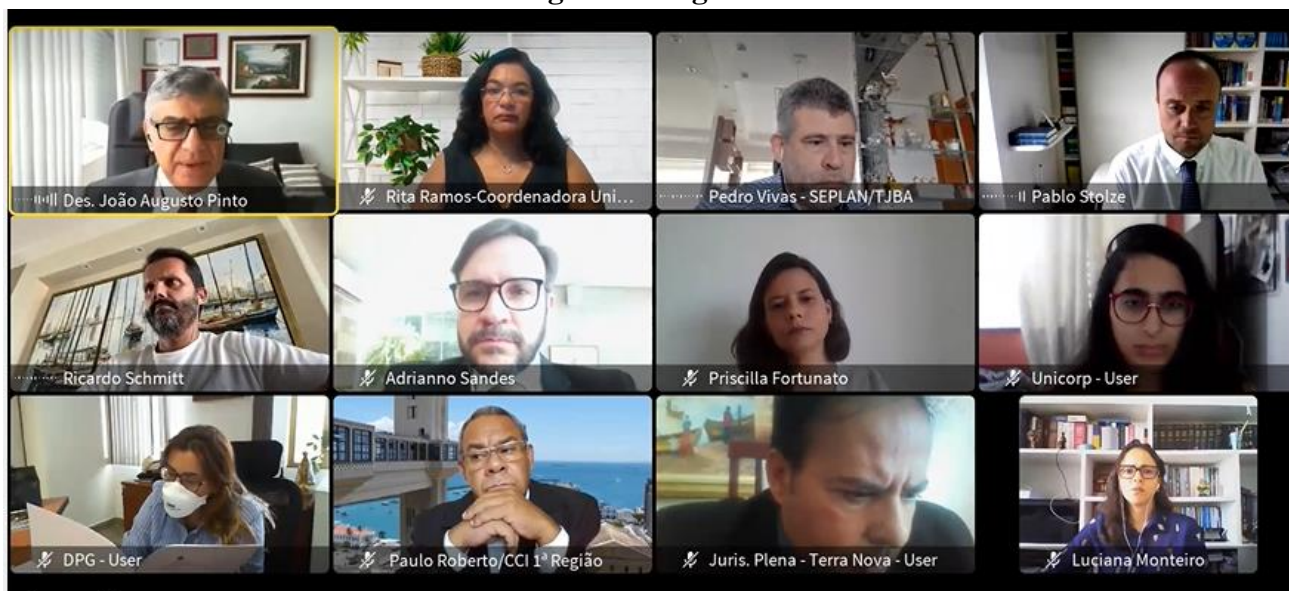 Des. João Augusto Pinto
Rita Ramos-Coordenadora Uni...
Pedro Vivas - SEPLAN/TJBA
Pablo Stolze
Ricardo Schmitt
Adrianno Sandes
Priscilla Fortunato
Unicorp - User
DPG - User
Paulo Roberto/CCI 1ª Região
Juris. Plena - Terra Nova - User
Luciana Monteiro